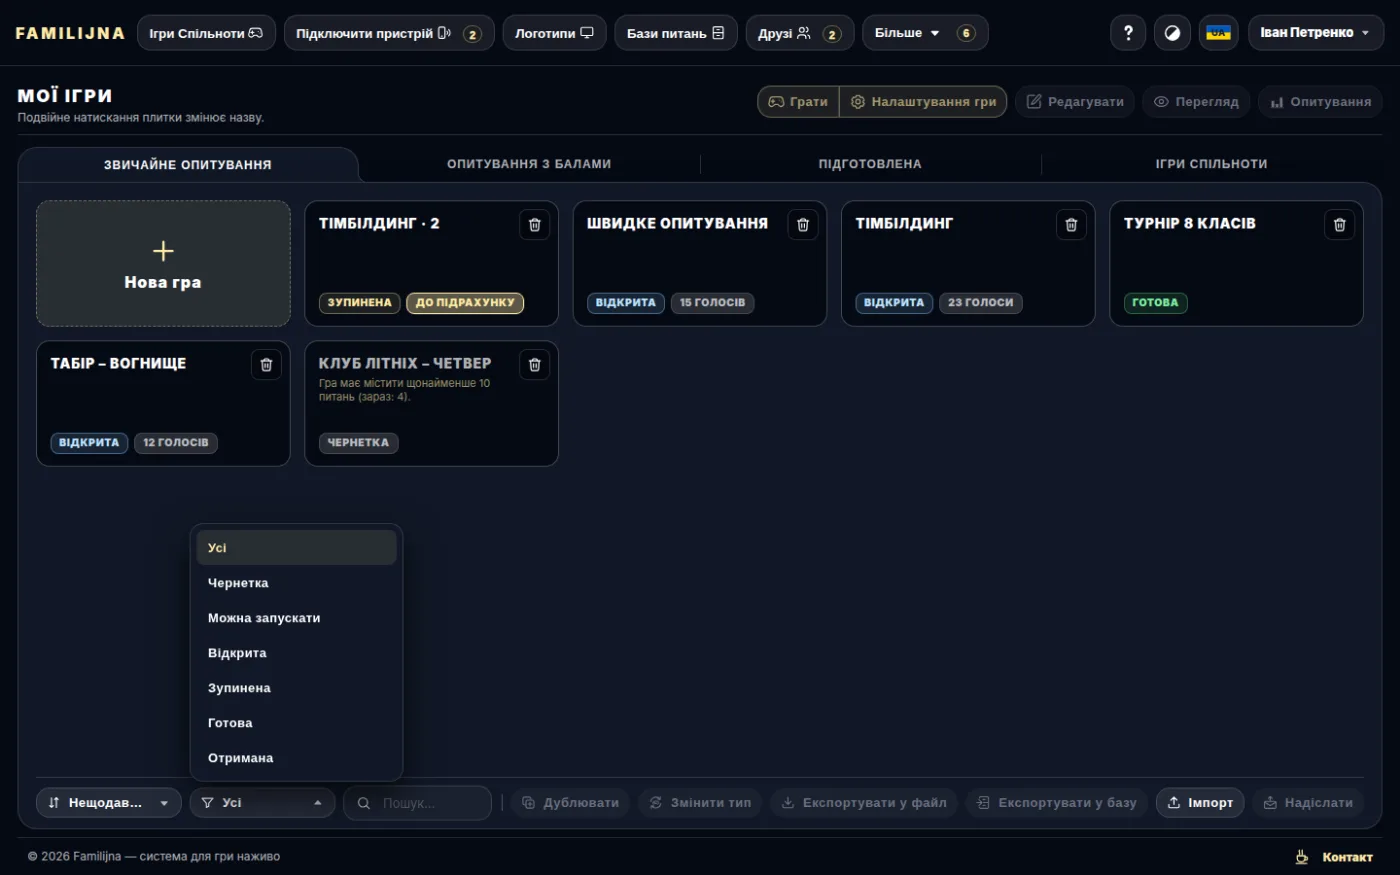 FAMILIJNA
Ігри Спільноти
Підключити пристрій 2
Логотипи
Бази питань
Друзі 2
Більше 6
?
UA
Іван Петренко
МОЇ ІГРИ
Подвійне натискання плитки змінює назву.
Грати
Налаштування гри
Редагувати
Перегляд
Опитування
ЗВИЧАЙНЕ ОПИТУВАННЯ
ОПИТУВАННЯ З БАЛАМИ
ПІДГОТОВЛЕНА
ІГРИ СПІЛЬНОТИ
Нова гра
ТІМБІЛДИНГ · 2
ЗУПИНЕНА
ДО ПІДРАХУНКУ
ШВИДКЕ ОПИТУВАННЯ
ВІДКРИТА
15 ГОЛОСІВ
ТІМБІЛДИНГ
ВІДКРИТА
23 ГОЛОСИ
ТУРНІР 8 КЛАСІВ
ГОТОВА
ТАБІР – ВОГНИЩЕ
ВІДКРИТА
12 ГОЛОСІВ
КЛУБ ЛІТНІХ – ЧЕТВЕР
Гра має містити щонайменше 10
питань (зараз: 4).
ЧЕРНЕТКА
Усі
Чернетка
Можна запускати
Відкрита
Зупинена
Готова
Отримана
Нещодав...
Усі
Пошук...
Дублювати
Змінити тип
Експортувати у файл
Експортувати у базу
Імпорт
Надіслати
© 2026 Familijna — система для гри наживо
Контакт